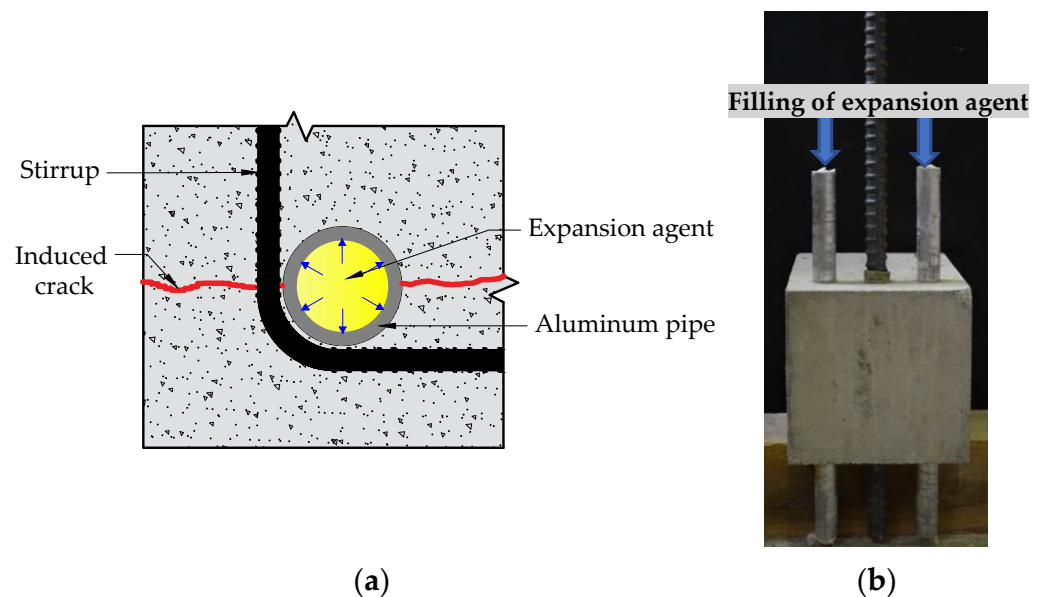 Filling of expansion agent
Stirrup
Expansion agent
Induced
crack
Aluminum pipe
(a)
(b)